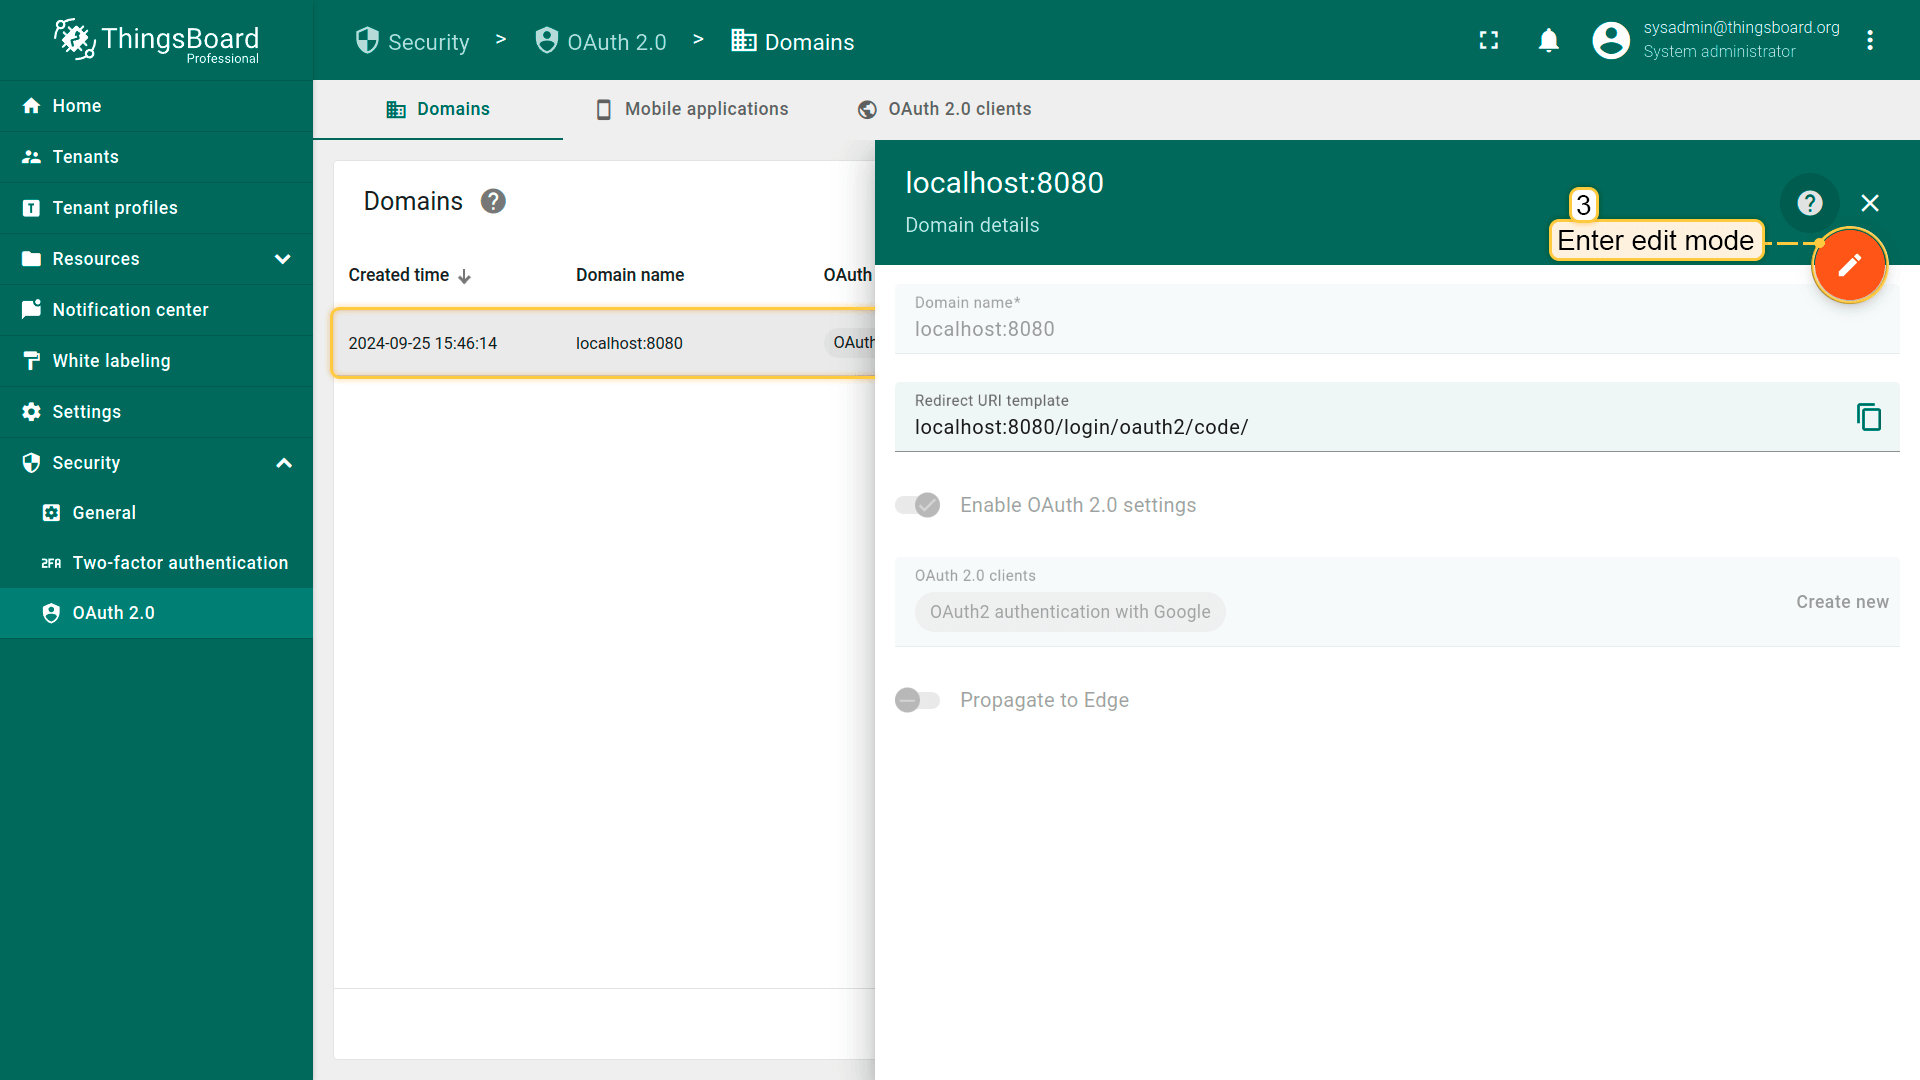 ThingsBoard
Professional
Security > OAuth 2.0 > Domains
sysadmin@thingsboard.org
System administrator
Home
Tenants
Tenant profiles
Resources
Notification center
White labeling
Settings
Security
General
2FA Two-factor authentication
OAuth 2.0
Domains
Mobile applications
OAuth 2.0 clients
Domains
Created time
Domain name
OAuth
2024-09-25 15:46:14
localhost:8080
OAuth
localhost:8080
Domain details
3
Enter edit mode
Domain name*
localhost:8080
Redirect URI template
localhost:8080/login/oauth2/code/
Enable OAuth 2.0 settings
OAuth 2.0 clients
OAuth2 authentication with Google
Create new
Propagate to Edge